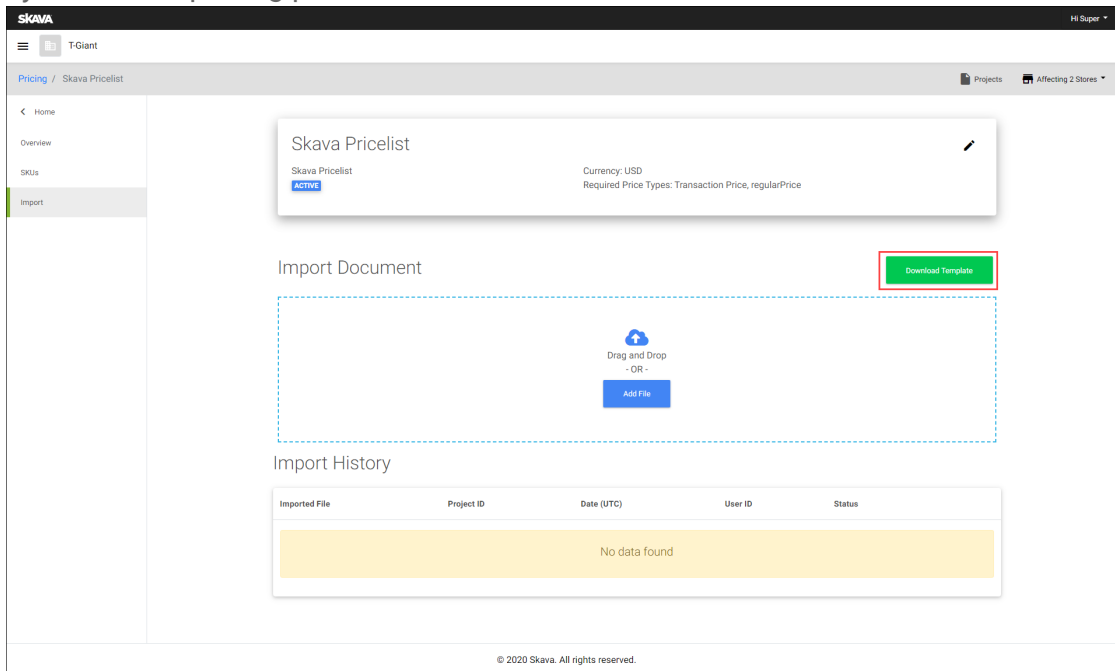 SKAVA
Hi Super
T-Giant
Pricing / Skava Pricelist
Projects
Affecting 2 Stores
Home
Overview
SKUs
Import
Skava Pricelist
Skava Pricelist
ACTIVE
Currency: USD
Required Price Types: Transaction Price, regularPrice
Import Document
Download Template
Drag and Drop
- OR -
Add File
Import History
Imported File Project ID Date (UTC) User ID Status
No data found
© 2020 Skava. All rights reserved.